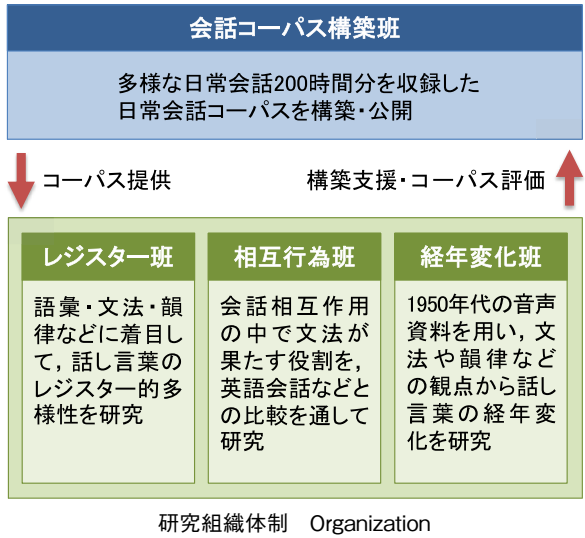 会話コーパス構築班
多様な日常会話200時間分を収録した
日常会話コーパスを構築・公開
コーパス提供
構築支援・コーパス評価
レジスター班
語彙・文法・韻
律などに着目し
て，話し言葉の
レジスター的多
様性を研究
相互行為班
会話相互作用
の中で文法が
果たす役割を，
英語会話などと
の比較を通して
研究
経年変化班
1950年代の音声
資料を用い，文
法や韻律など
の観点から話し
言葉の経年変
化を研究
研究組織体制　Organization